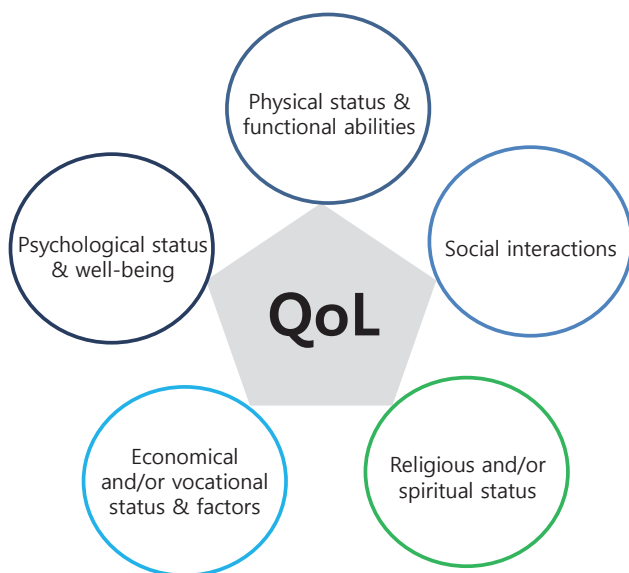 Physical status &
functional abilities
Psychological status
& well-being
Social interactions
QoL
Economical
and/or vocational
status & factors
Religious and/or
spiritual status